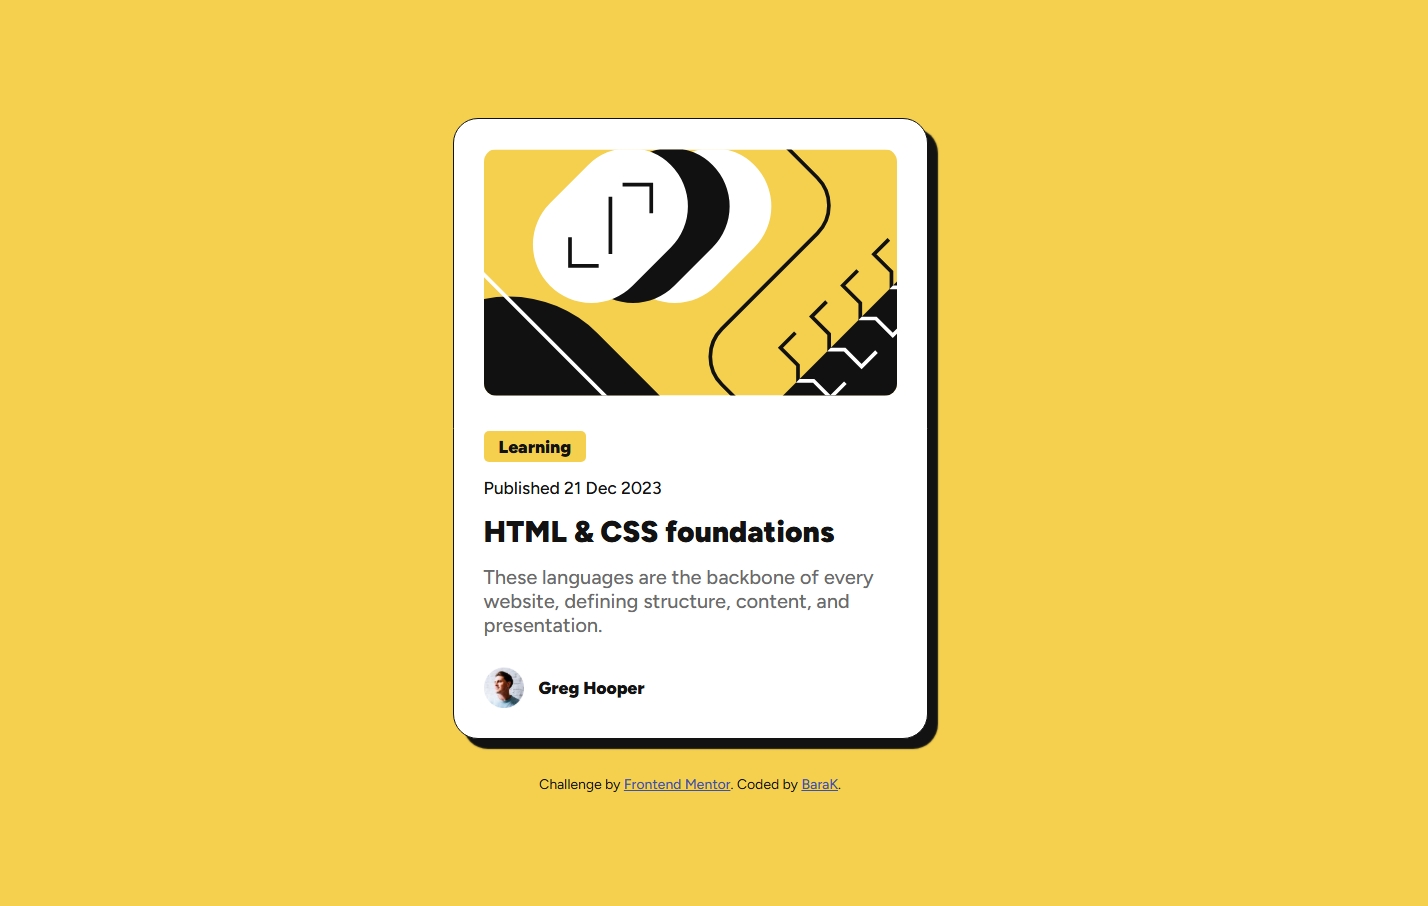 Learning
Published 21 Dec 2023
HTML & CSS foundations
These languages are the backbone of every
website, defining structure, content, and
presentation.
Greg Hooper
Challenge by Frontend Mentor. Coded by BaraK.